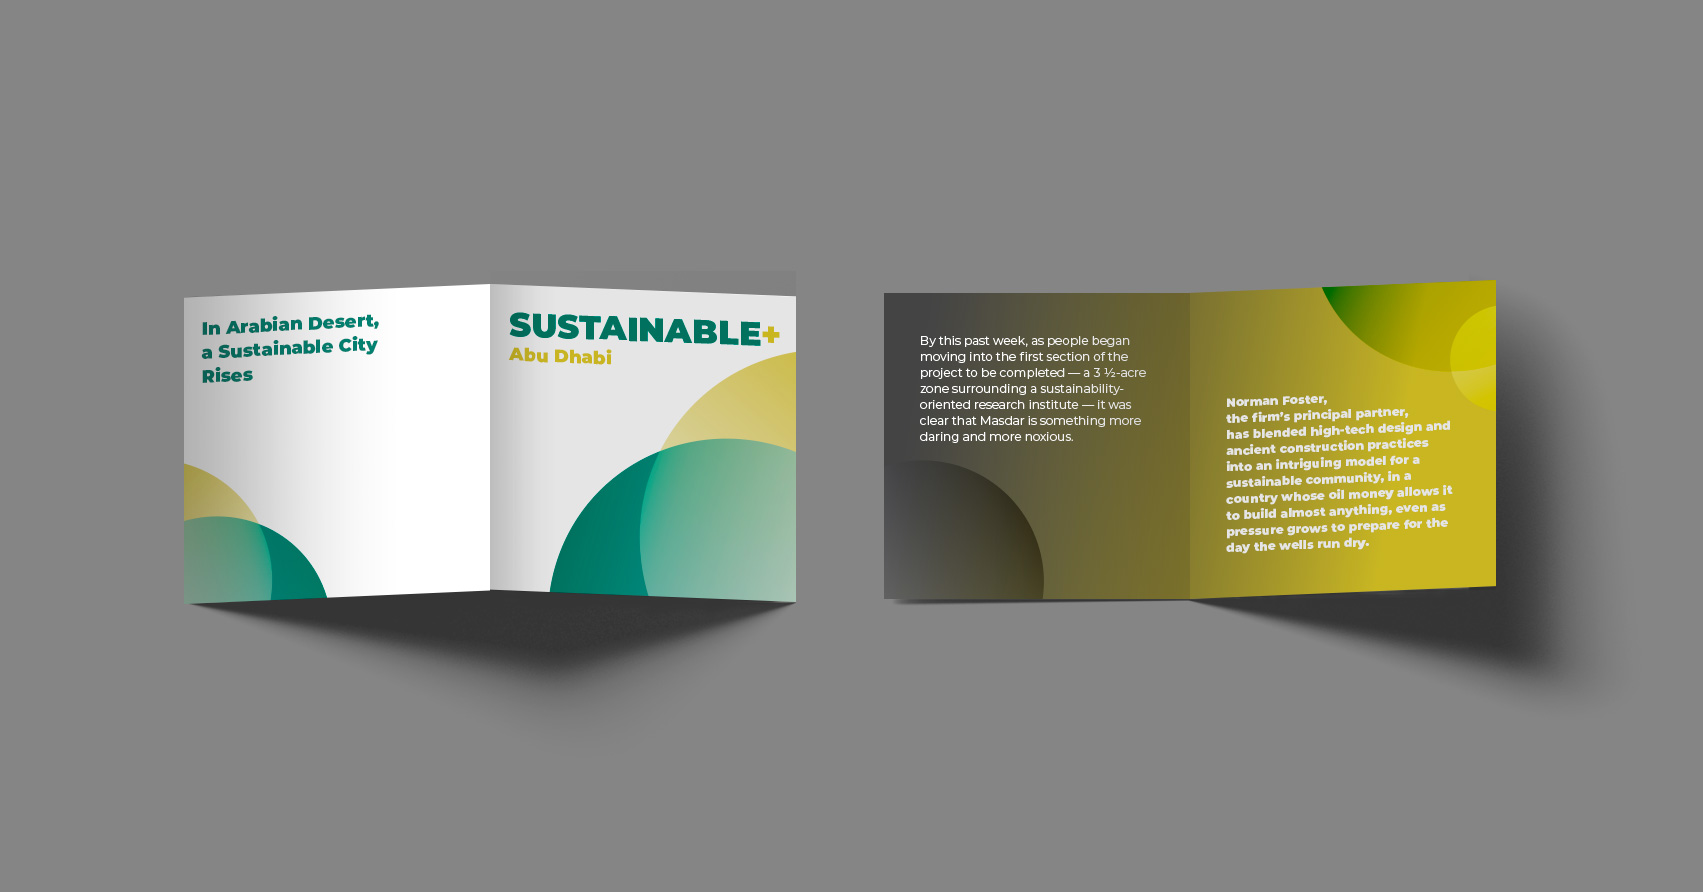 In Arabian Desert,
a Sustainable City
Rises
SUSTAINABLE+
Abu Dhabi
By this past week, as people began
moving into the first section of the
project to be completed — a 3 ½-acre
zone surrounding a sustainability-
oriented research institute — it was
clear that Masdar is something more
daring and more noxious.
Norman Foster,
the firm’s principal partner,
has blended high-tech design and
ancient construction practices
into an intriguing model for a
sustainable community, in a
country whose oil money allows it
to build almost anything, even as
pressure grows to prepare for the
day the wells run dry.